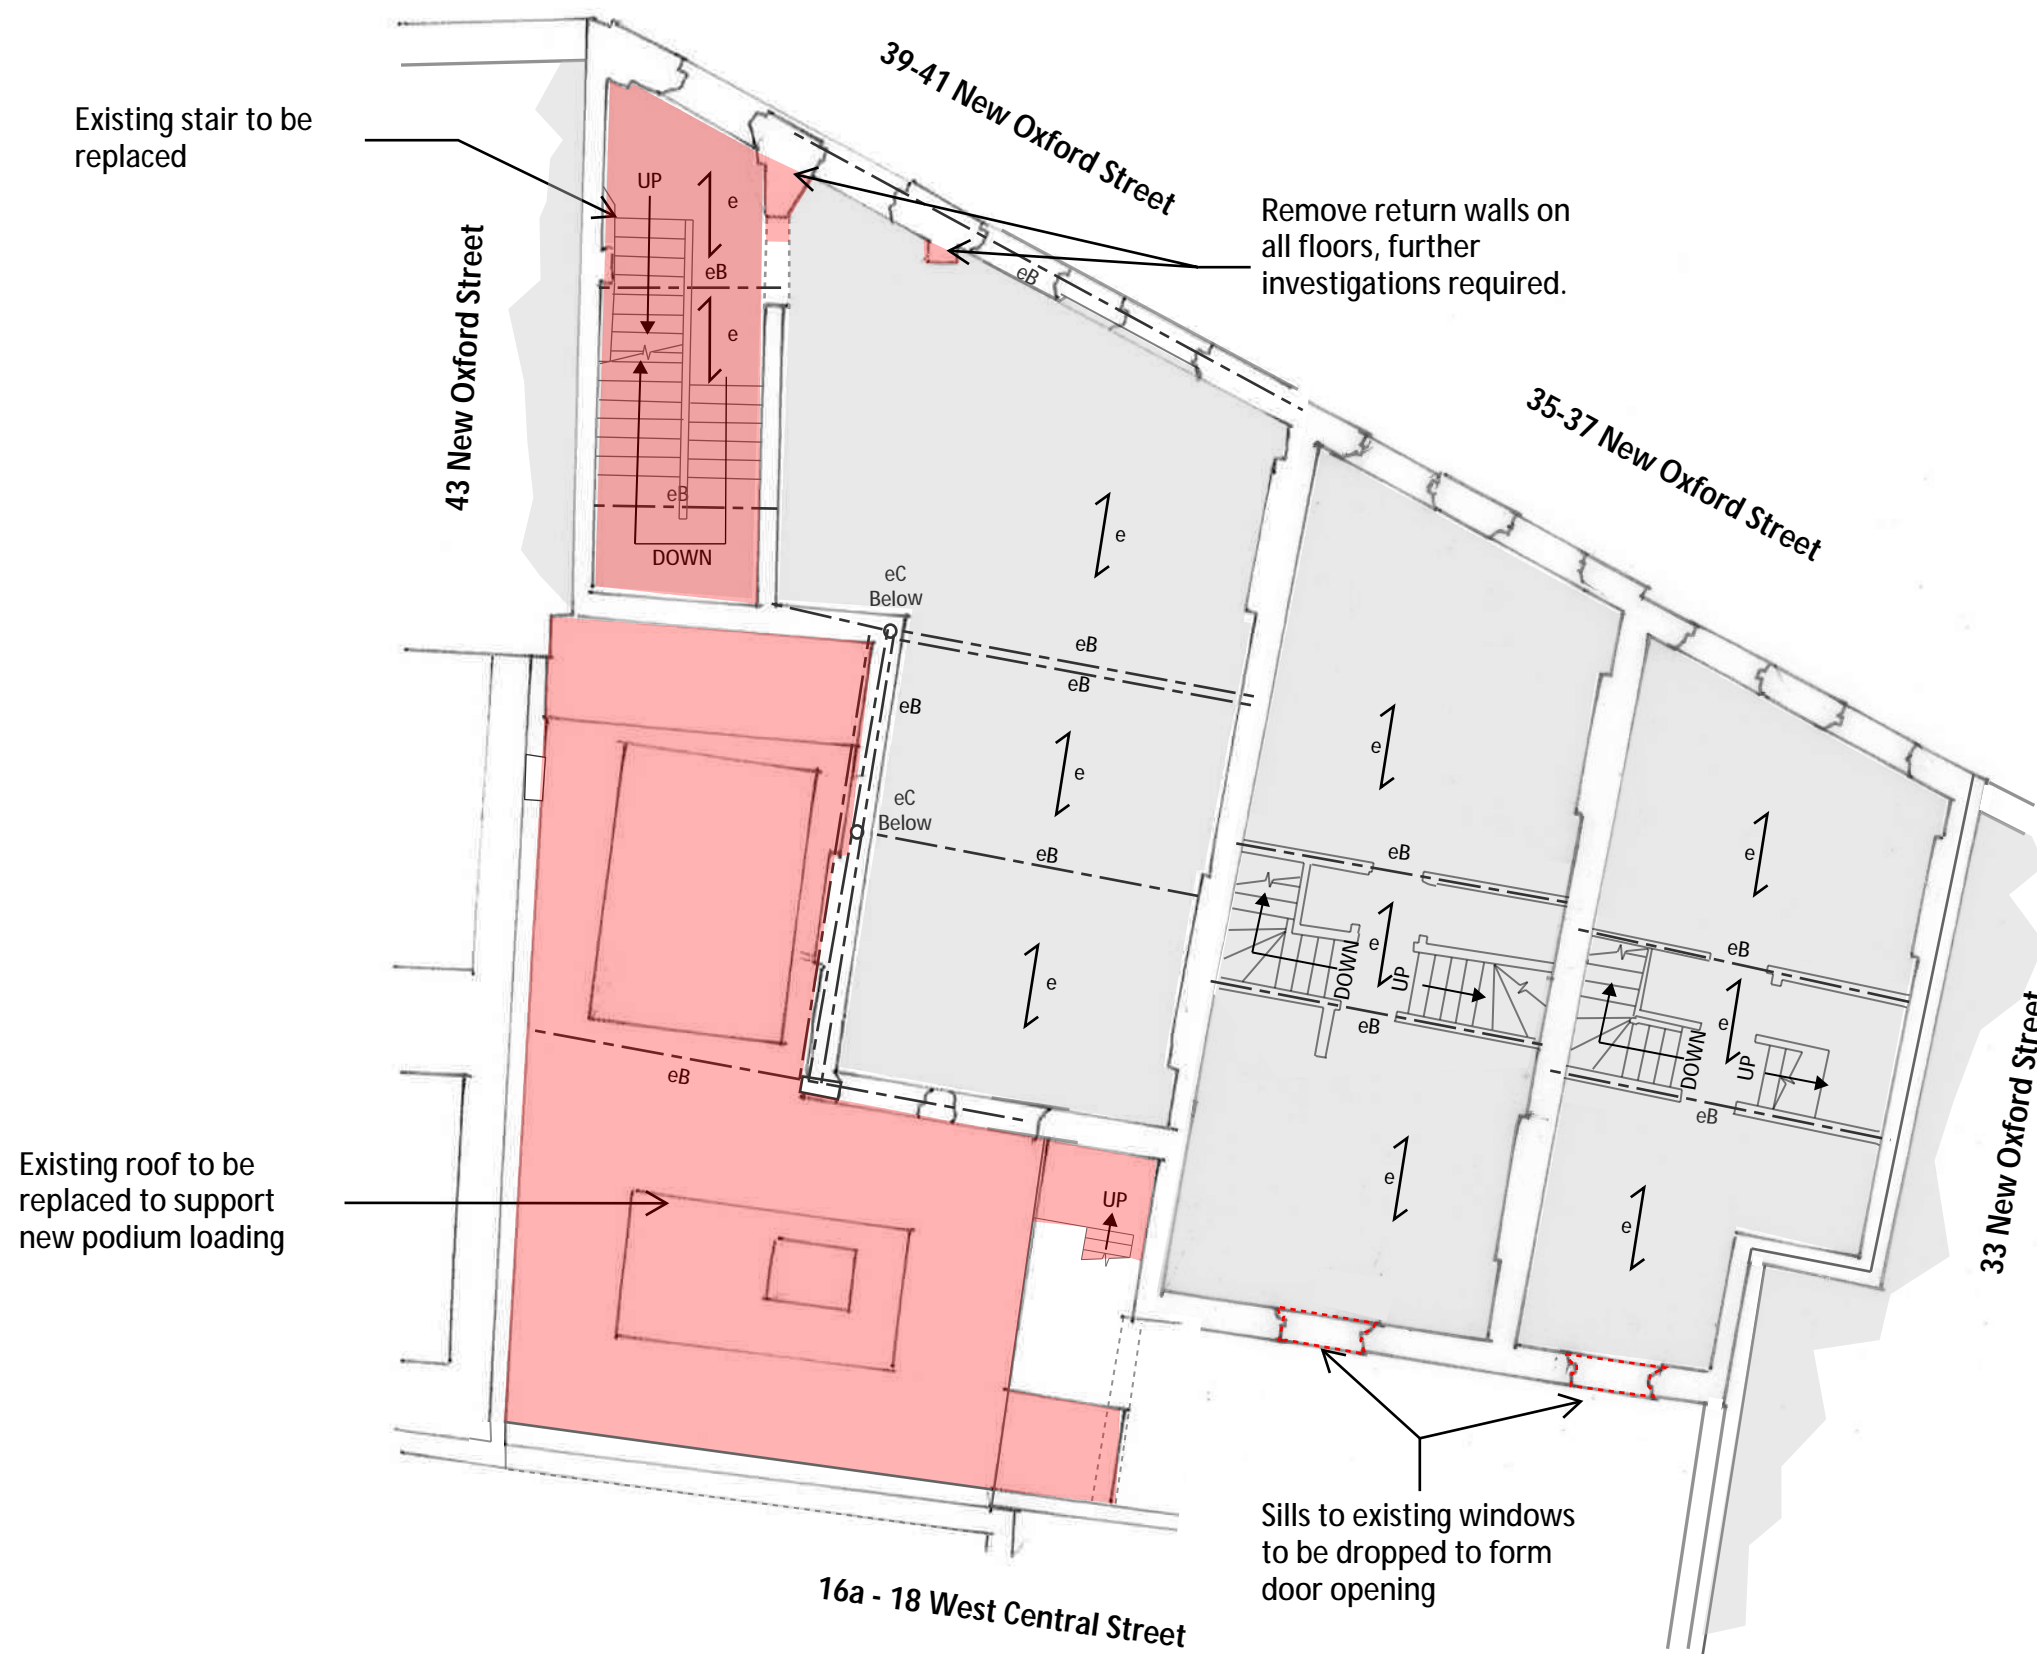 39-41 New Oxford Street
Existing stair to be
replaced
UP
e
eB
e
eB
DOWN
43 New Oxford Street
Remove return walls on
all floors, further
investigations required.
eB
35-37 New Oxford Street
e
eC
Below
eB
eB
eB
e
eC
Below
eB
e
eB
e
eB
e
DOWN
UP
eB
e
e
eB
e
DOWN
UP
eB
e
33 New Oxford Street
Existing roof to be
replaced to support
new podium loading
UP
Sills to existing windows
to be dropped to form
door opening
16a - 18 West Central Street